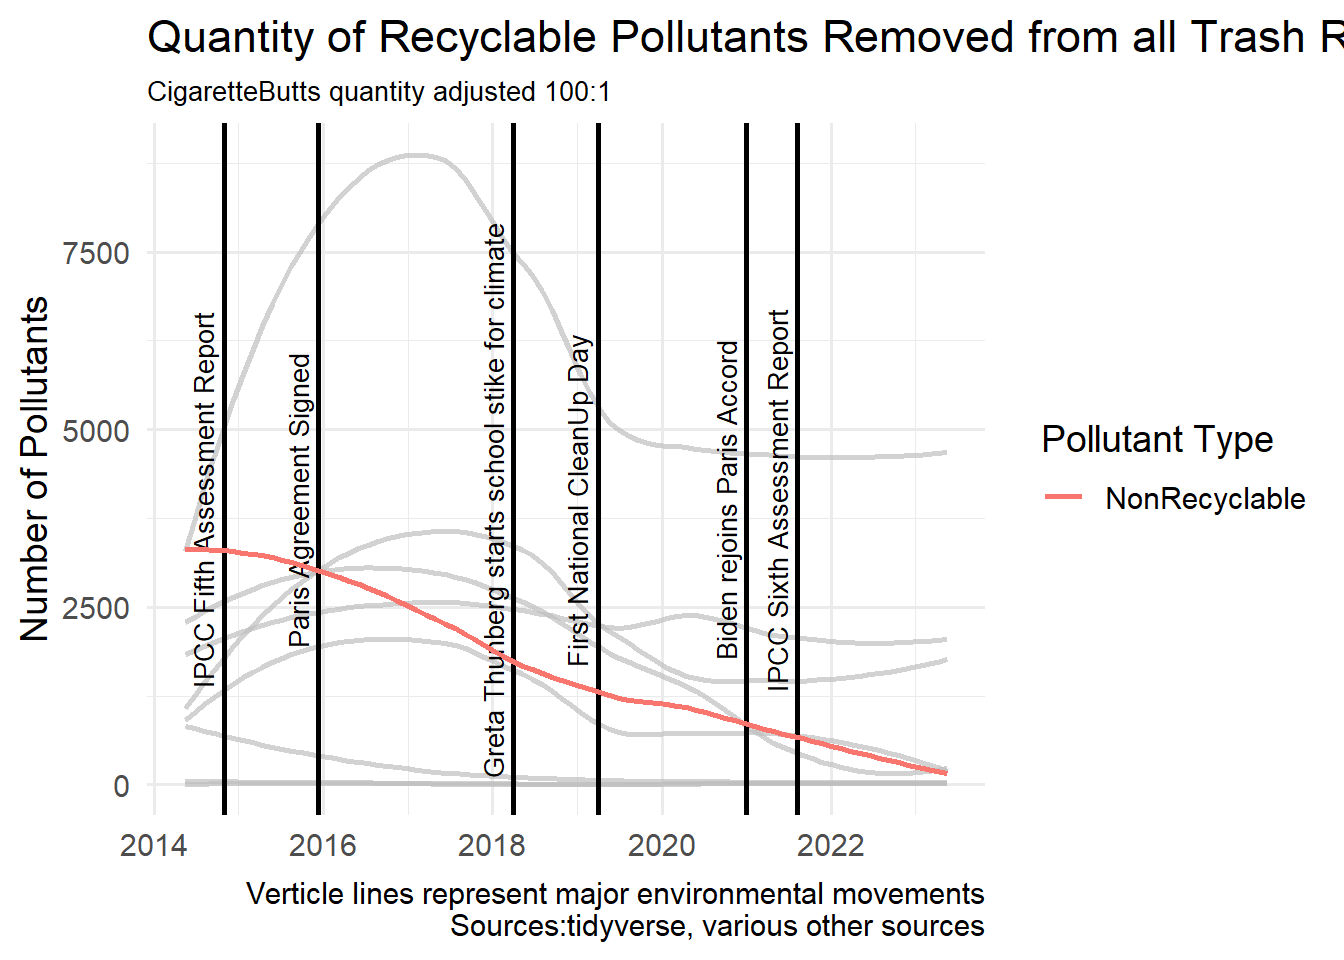 Quantity of Recyclable Pollutants Removed from all Trash R
CigaretteButts quantity adjusted 100:1
Number of Pollutants
7500
5000
2500
0
IPCC Fifth Assessment Report
Paris Agreement Signed
Greta Thunberg starts school stike for climate
First National CleanUp Day
Biden rejoins Paris Accord
IPCC Sixth Assessment Report
2014
2016
2018
2020
2022
Pollutant Type
NonRecyclable
Verticle lines represent major environmental movements
Sources:tidyverse, various other sources